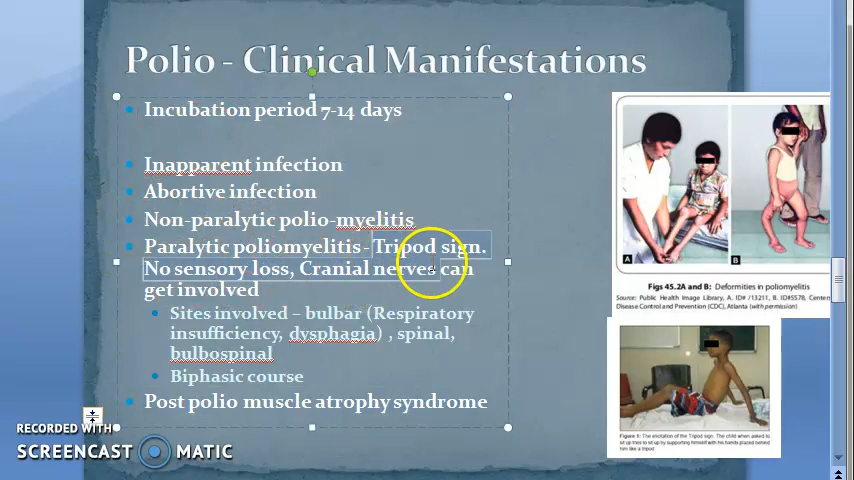 Polio - Clinical Manifestations
Incubation period 7-14 days
Inapparent infection
Abortive infection
Non-paralytic polio-myelitis
Paralytic poliomyelitis - Tripod sign.
No sensory loss, Cranial nerves can
get involved
Sites involved – bulbar (Respiratory
insufficiency, dysphagia) , spinal,
bulbospinal
Biphasic course
Post polio muscle atrophy syndrome
A
B
Figs 45.2A and B: Deformities in poliomyelitis
Source: Public Health Image Library, A. ID# /13211, B. ID#5578, Centers
Disease Control and Prevention (CDC), Atlanta (with permission)
Figure 1: The elicitation of the Tripod sign. The child when asked to
sit up tries to sit up by supporting himself with his hands placed behind
him like a tripod
RECORDED WITH
SCREENCAST MATIC